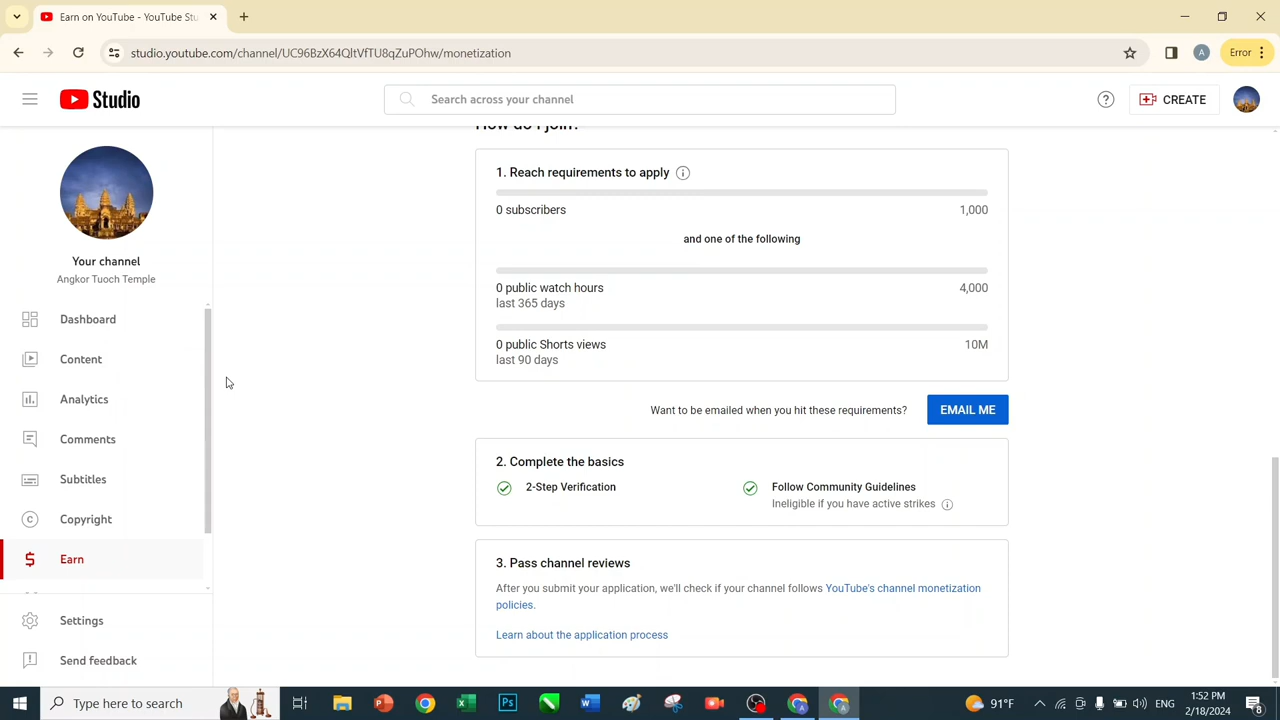 Earn on YouTube - YouTube Stu
studio.youtube.com/channel/UC96BzX64QltVfTU8qZuPOhw/monetization
A
Error
Studio
Search across your channel
CREATE
How do I join?
Your channel
Angkor Tuoch Temple
Dashboard
Content
Analytics
Comments
Subtitles
Copyright
Earn
Settings
Send feedback
1. Reach requirements to apply
0 subscribers 1,000
and one of the following
0 public watch hours 4,000
last 365 days
0 public Shorts views 10M
last 90 days
Want to be emailed when you hit these requirements? EMAIL ME
2. Complete the basics
2-Step Verification
Follow Community Guidelines
Ineligible if you have active strikes
3. Pass channel reviews
After you submit your application, we'll check if your channel follows YouTube's channel monetization
policies.
Learn about the application process
Type here to search
91°F
ENG
1:52 PM
2/18/2024
8